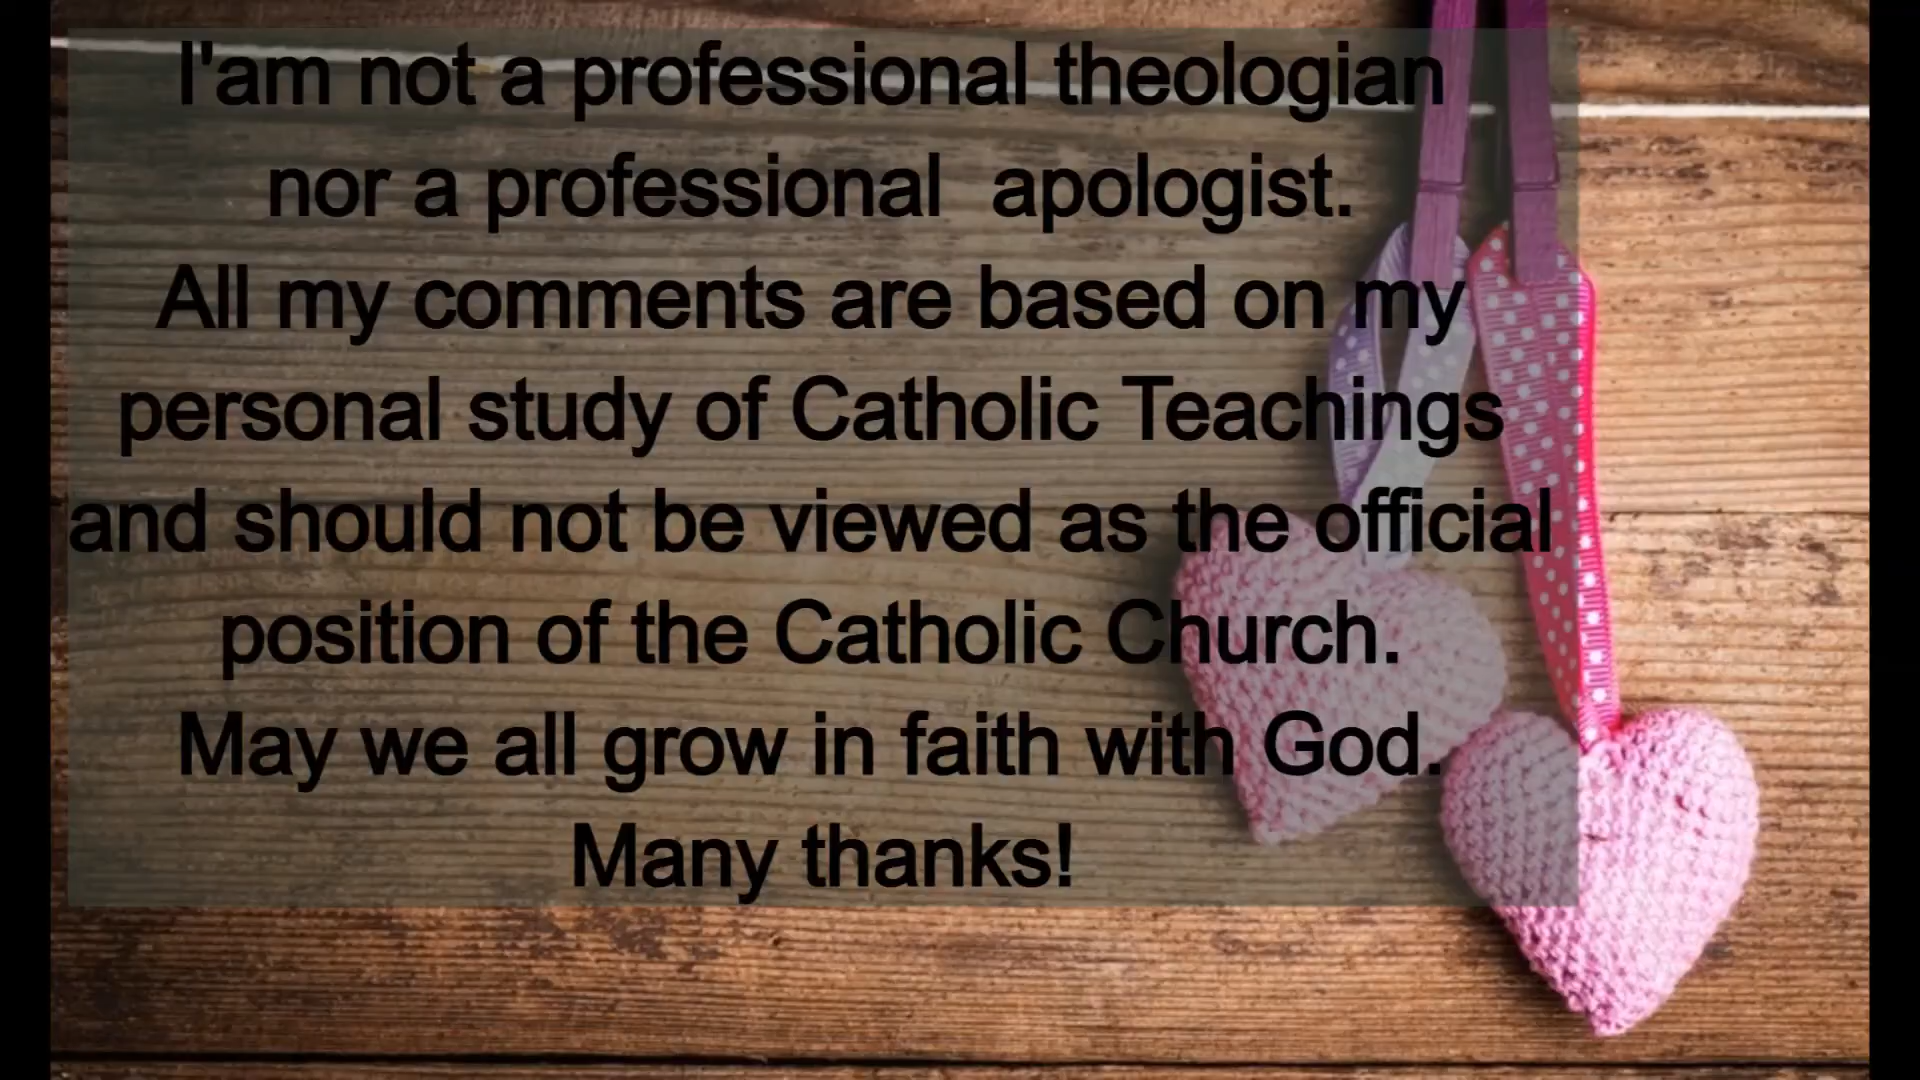 I'am not a professional theologian
nor a professional  apologist.
All my comments are based on my
personal study of Catholic Teachings
and should not be viewed as the official
position of the Catholic Church.
May we all grow in faith with God.
Many thanks!